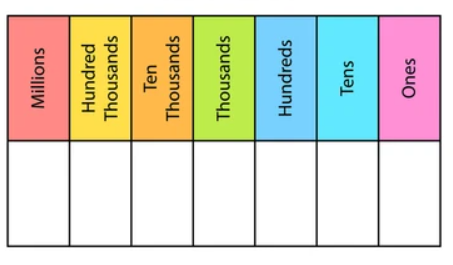 Millions
Hundred
Thousands
Ten
Thousands
Thousands
Hundreds
Tens
Ones